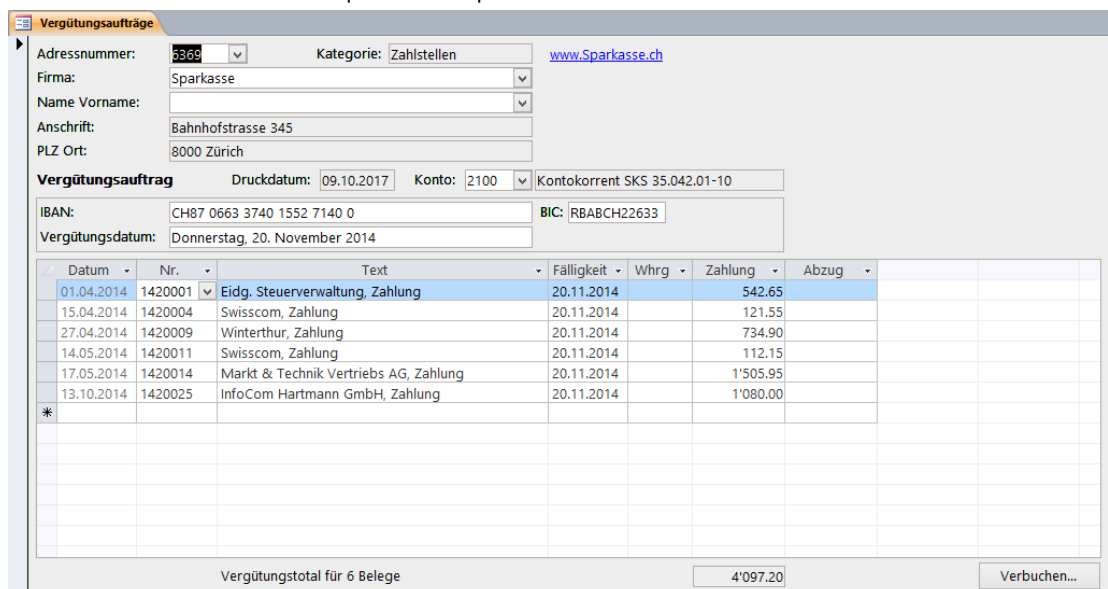 Vergütungsaufträge
Adressnummer: 6369 Kategorie: Zahlstellen www.Sparkasse.ch
Firma: Sparkasse
Name Vorname:
Anschrift: Bahnhofstrasse 345
PLZ Ort: 8000 Zürich
Vergütungsauftrag Druckdatum: 09.10.2017 Konto: 2100 Kontokorrent SKS 35.042.01-10
IBAN: CH87 0663 3740 1552 7140 0 BIC: RBABCH22633
Vergütungsdatum: Donnerstag, 20. November 2014
Datum Nr. Text Fälligkeit Whrg Zahlung Abzug
01.04.2014 1420001 Eidg. Steuerverwaltung, Zahlung 20.11.2014 542.65
15.04.2014 1420004 Swisscom, Zahlung 20.11.2014 121.55
27.04.2014 1420009 Winterthur, Zahlung 20.11.2014 734.90
14.05.2014 1420011 Swisscom, Zahlung 20.11.2014 112.15
17.05.2014 1420014 Markt & Technik Vertriebs AG, Zahlung 20.11.2014 1'505.95
13.10.2014 1420025 InfoCom Hartmann GmbH, Zahlung 20.11.2014 1'080.00
Vergütungstotal für 6 Belege 4'097.20 Verbuchen...